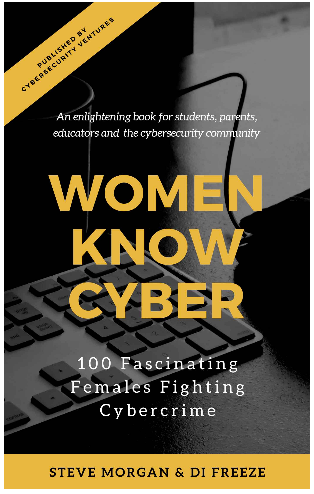 PUBLISHED BY
CYBERSECURITY VENTURES
An enlightening book for students, parents,
educators and the cybersecurity community
WOMEN
KNOW
CYBER
100 Fascinating
Females Fighting
Cybercrime
STEVE MORGAN & DI FREEZE